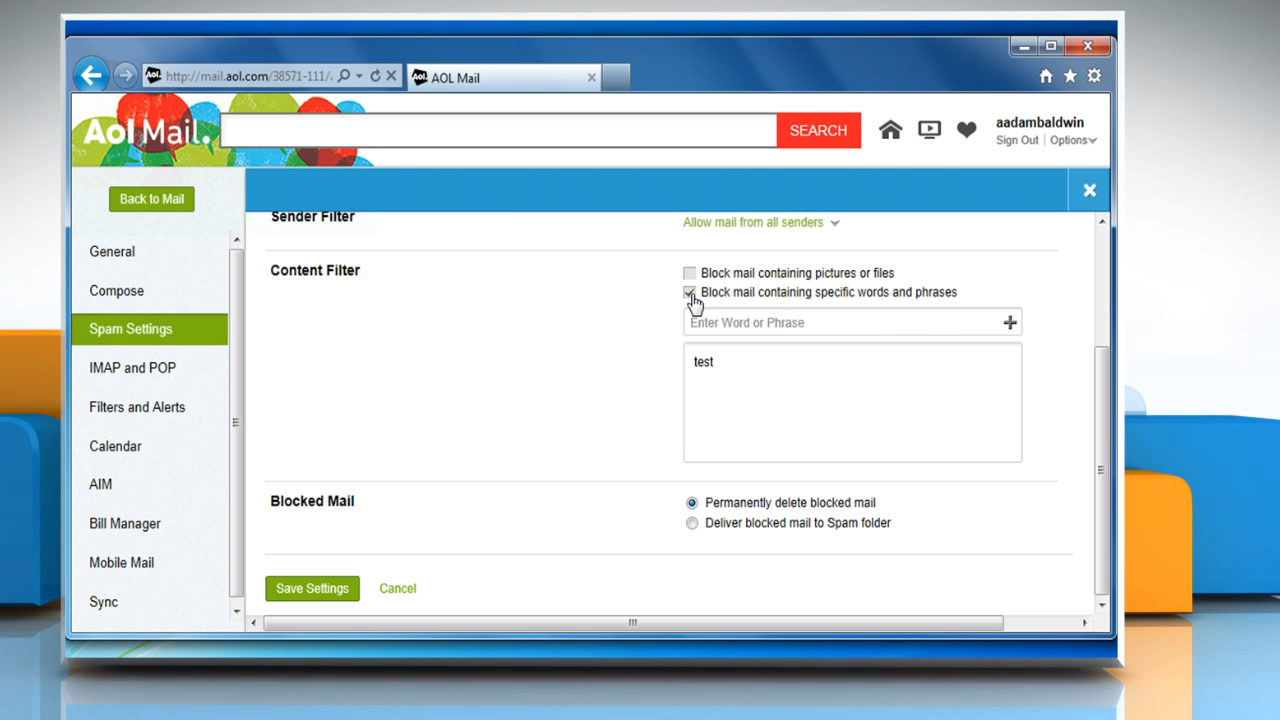 Aol
http://mail.aol.com/38571-111/
Aol
AOL Mail
Aol Mail.
SEARCH
aadambaldwin
Sign Out | Options
Back to Mail
General
Compose
Spam Settings
IMAP and POP
Filters and Alerts
Calendar
AIM
Bill Manager
Mobile Mail
Sync
Sender Filter
Allow mail from all senders
Content Filter
Block mail containing pictures or files
Block mail containing specific words and phrases
Enter Word or Phrase
test
Blocked Mail
Permanently delete blocked mail
Deliver blocked mail to Spam folder
Save Settings
Cancel